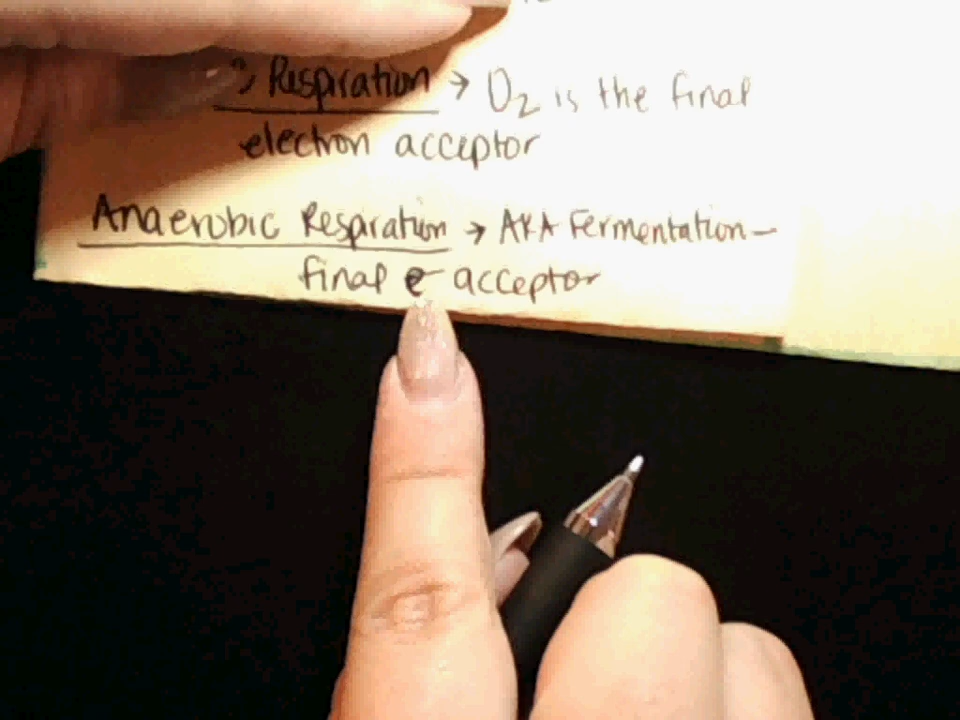 Respiration → O₂ is the final
electron acceptor
Anaerobic Respiration → AKA Fermentation-
final e⁻ acceptor